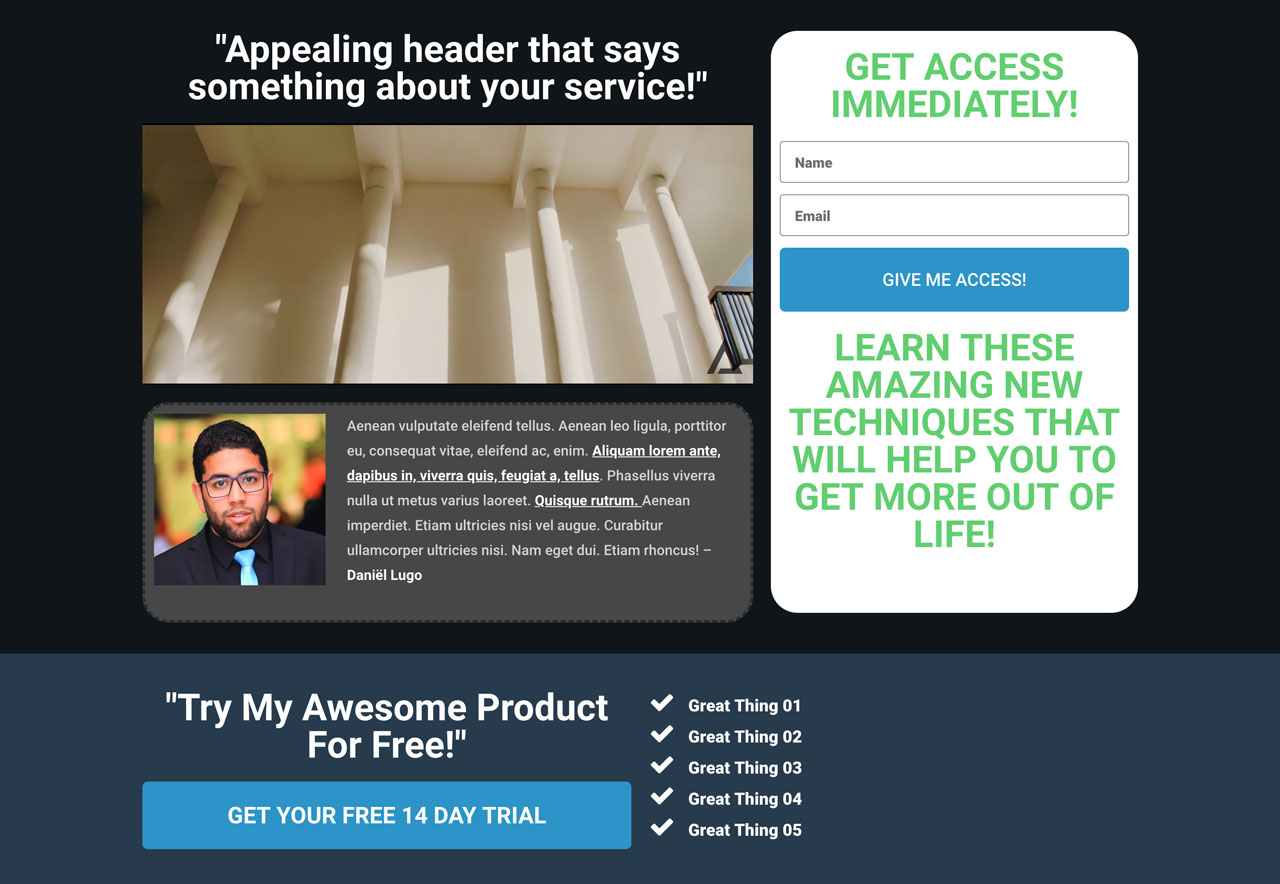 "Appealing header that says
something about your service!"
Aenean vulputate eleifend tellus. Aenean leo ligula, porttitor
eu, consequat vitae, eleifend ac, enim. Aliquam lorem ante,
dapibus in, viverra quis, feugiat a, tellus. Phasellus viverra
nulla ut metus varius laoreet. Quisque rutrum. Aenean
imperdiet. Etiam ultricies nisi vel augue. Curabitur
ullamcorper ultricies nisi. Nam eget dui. Etiam rhoncus! –
Daniël Lugo
GET ACCESS
IMMEDIATELY!
Name
Email
GIVE ME ACCESS!
LEARN THESE
AMAZING NEW
TECHNIQUES THAT
WILL HELP YOU TO
GET MORE OUT OF
LIFE!
"Try My Awesome Product
For Free!"
GET YOUR FREE 14 DAY TRIAL
Great Thing 01
Great Thing 02
Great Thing 03
Great Thing 04
Great Thing 05